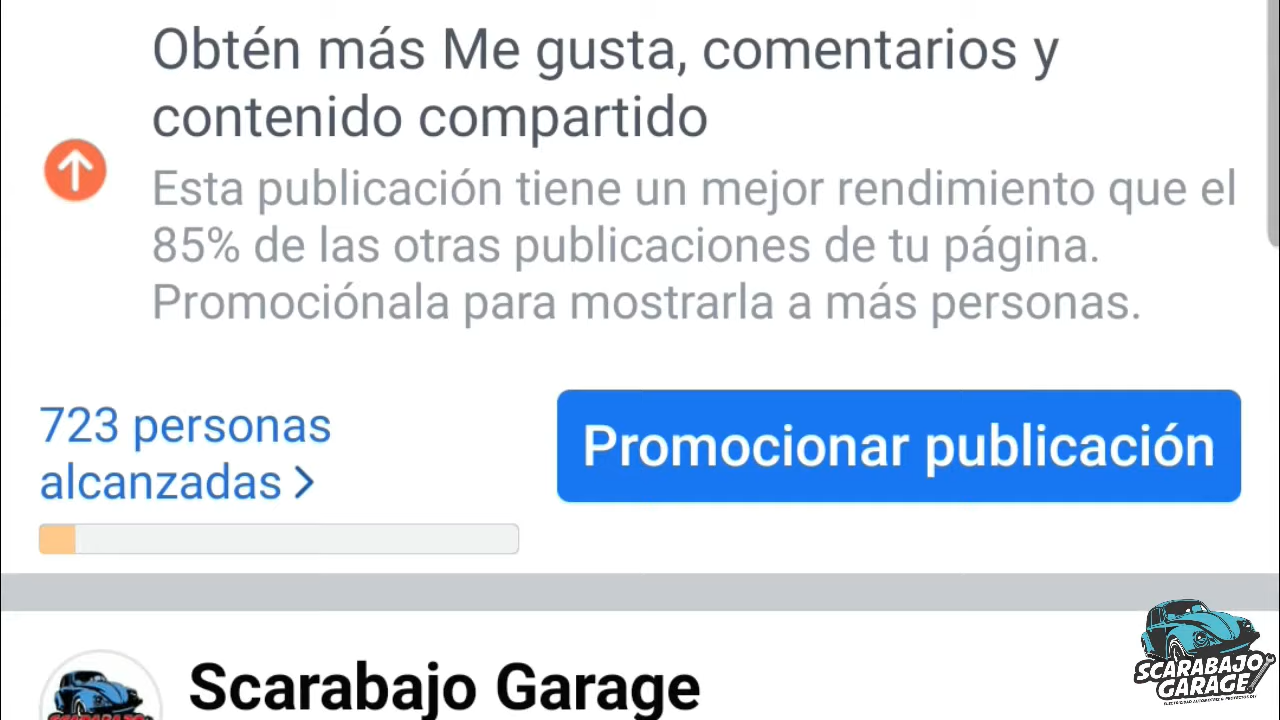 Obtén más Me gusta, comentarios y
contenido compartido
Esta publicación tiene un mejor rendimiento que el
85% de las otras publicaciones de tu página.
Promociónala para mostrarla a más personas.
723 personas
alcanzadas
Promocionar publicación
Scarabajo Garage
SCARABAJO
GARAGE